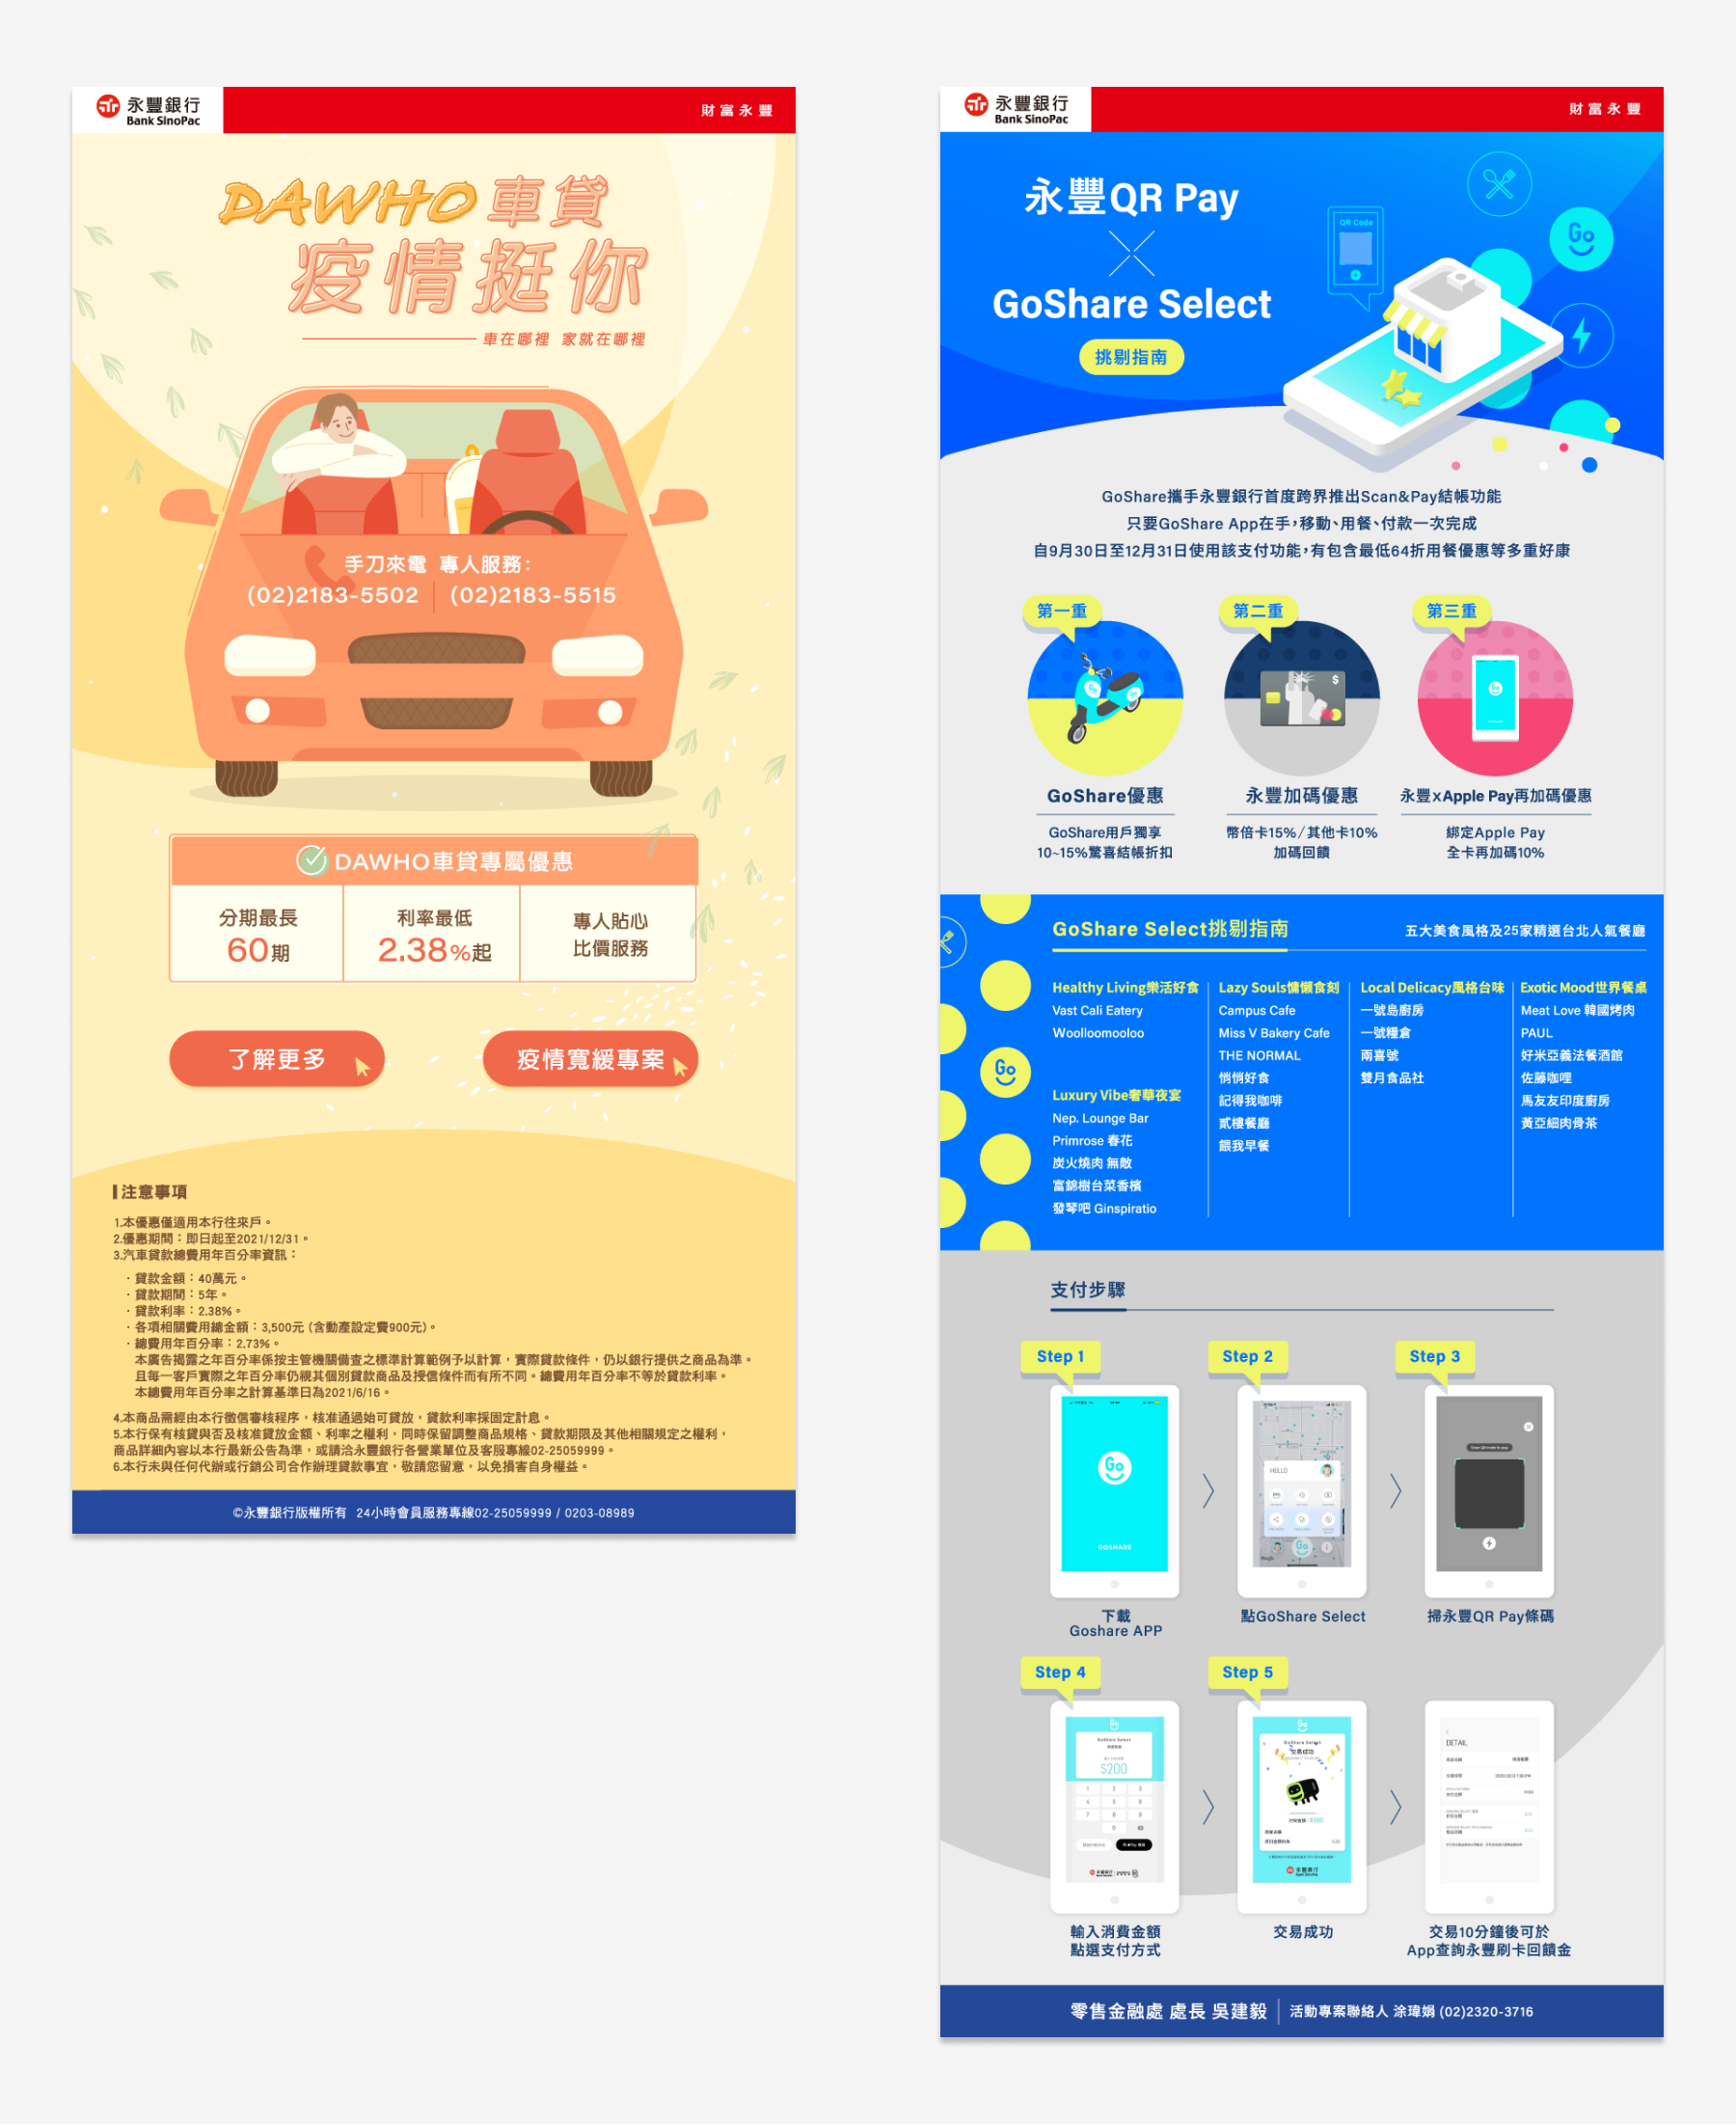 永豐銀行
Bank SinoPac
財富永豐
DAWHO車貸
疫情挺你
車在哪裡 家就在哪裡
手刀來電 專人服務：
(02)2183-5502 (02)2183-5515
DAWHO車貸專屬優惠
分期最長
60期
利率最低
2.38%起
專人貼心
比價服務
了解更多
疫情寬緩專案
注意事項
1.本優惠僅適用本行往來戶。
2.優惠期間：即日起至2021/12/31。
3.汽車貸款總費用年百分率資訊：
・貸款金額：40萬元。
・貸款期間：5年。
・貸款利率：2.38%。
・各項相關費用總金額：3,500元 (含動產設定費900元)。
・總費用年百分率：2.73%。
本廣告揭露之年百分率係按主管機關備查之標準計算範例予以計算，實際貸款條件，仍以銀行提供之商品為準。
且每一客戶實際之年百分率仍視其個別貸款商品及授信條件而有所不同。總費用年百分率不等於貸款利率。
本總費用年百分率之計算基準日為2021/6/16。
4.本商品需經由本行徵信審核程序，核准通過始可貸放，貸款利率採固定計息。
5.本行保有核貸與否及核准貸放金額、利率之權利，同時保留調整商品規格、貸款期限及其他相關規定之權利，
商品詳細內容以本行最新公告為準，或請洽永豐銀行各營業單位及客服專線02-25059999。
6.本行未與任何代辦或行銷公司合作辦理貸款事宜，敬請您留意，以免損害自身權益。
©永豐銀行版權所有 24小時會員服務專線02-25059999 / 0203-08989
永豐銀行
Bank SinoPac
財富永豐
永豐QR Pay
GoShare Select
挑剔指南
QR Code
Go
GoShare攜手永豐銀行首度跨界推出Scan&Pay結帳功能
只要GoShare App在手，移動、用餐、付款一次完成
自9月30日至12月31日使用該支付功能，有包含最低64折用餐優惠等多重好康
第一重
GoShare優惠
GoShare用戶獨享
10~15%驚喜結帳折扣
第二重
永豐加碼優惠
幣倍卡15%/其他卡10%
加碼回饋
第三重
永豐xApple Pay再加碼優惠
綁定Apple Pay
全卡再加碼10%
GoShare Select挑剔指南
五大美食風格及25家精選台北人氣餐廳
Go
Healthy Living樂活好食
Vast Cali Eatery
Woolloomooloo
Luxury Vibe奢華夜宴
Nep. Lounge Bar
Primrose 春花
炭火燒肉 無敵
富錦樹台菜香檳
發琴吧 Ginspiratio
Lazy Souls慵懶食刻
Campus Cafe
Miss V Bakery Cafe
THE NORMAL
悄悄好食
記得我咖啡
貳樓餐廳
餵我早餐
Local Delicacy風格台味
一號島廚房
一號糧倉
兩喜號
雙月食品社
Exotic Mood世界餐桌
Meat Love 韓國烤肉
PAUL
好米亞義法餐酒館
佐藤咖哩
馬友友印度廚房
黃亞細肉骨茶
支付步驟
Step 1
Go
GOSHARE
下載
Goshare APP
Step 2
HELLO
Go
點GoShare Select
Step 3
掃永豐QR Pay條碼
Step 4
Go
GoShare Select
$200
1 2 3
4 5 6
7 8 9
0
輸入消費金額
點選支付方式
Step 5
Go
GoShare Select
交易成功
永豐銀行
Bank SinoPac
交易成功
DETAIL
交易10分鐘後可於
App查詢永豐刷卡回饋金
零售金融處 處長 吳建毅 活動專案聯絡人 涂瑋娟 (02)2320-3716